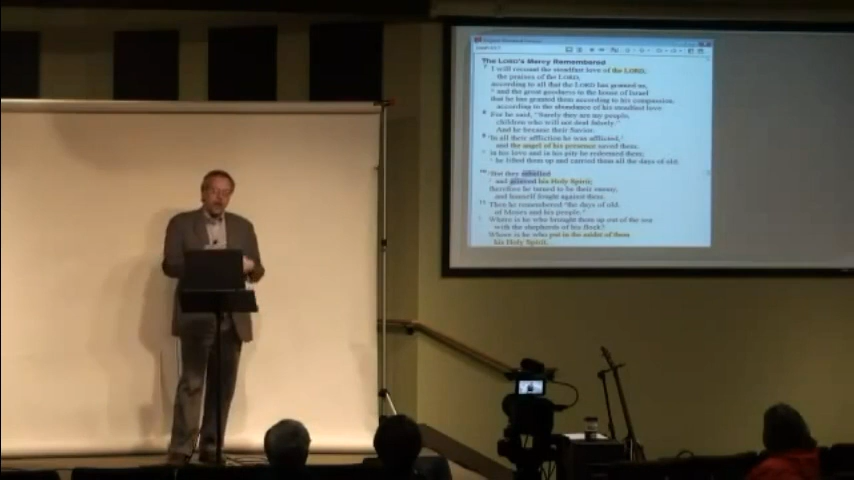 The LORD's Mercy Remembered
7 I will recount the steadfast love of the LORD,
the praises of the LORD,
according to all that the LORD has granted us,
and the great goodness to the house of Israel
that he has granted them according to his compassion,
according to the abundance of his steadfast love.
8 For he said, "Surely they are my people,
children who will not deal falsely."
And he became their Savior.
9 In all their affliction he was afflicted,
and the angel of his presence saved them;
in his love and in his pity he redeemed them;
he lifted them up and carried them all the days of old.
10 But they rebelled
and grieved his Holy Spirit;
therefore he turned to be their enemy,
and himself fought against them.
11 Then he remembered the days of old,
of Moses and his people.
Where is he who brought them up out of the sea
with the shepherds of his flock?
Where is he who put in the midst of them
his Holy Spirit,